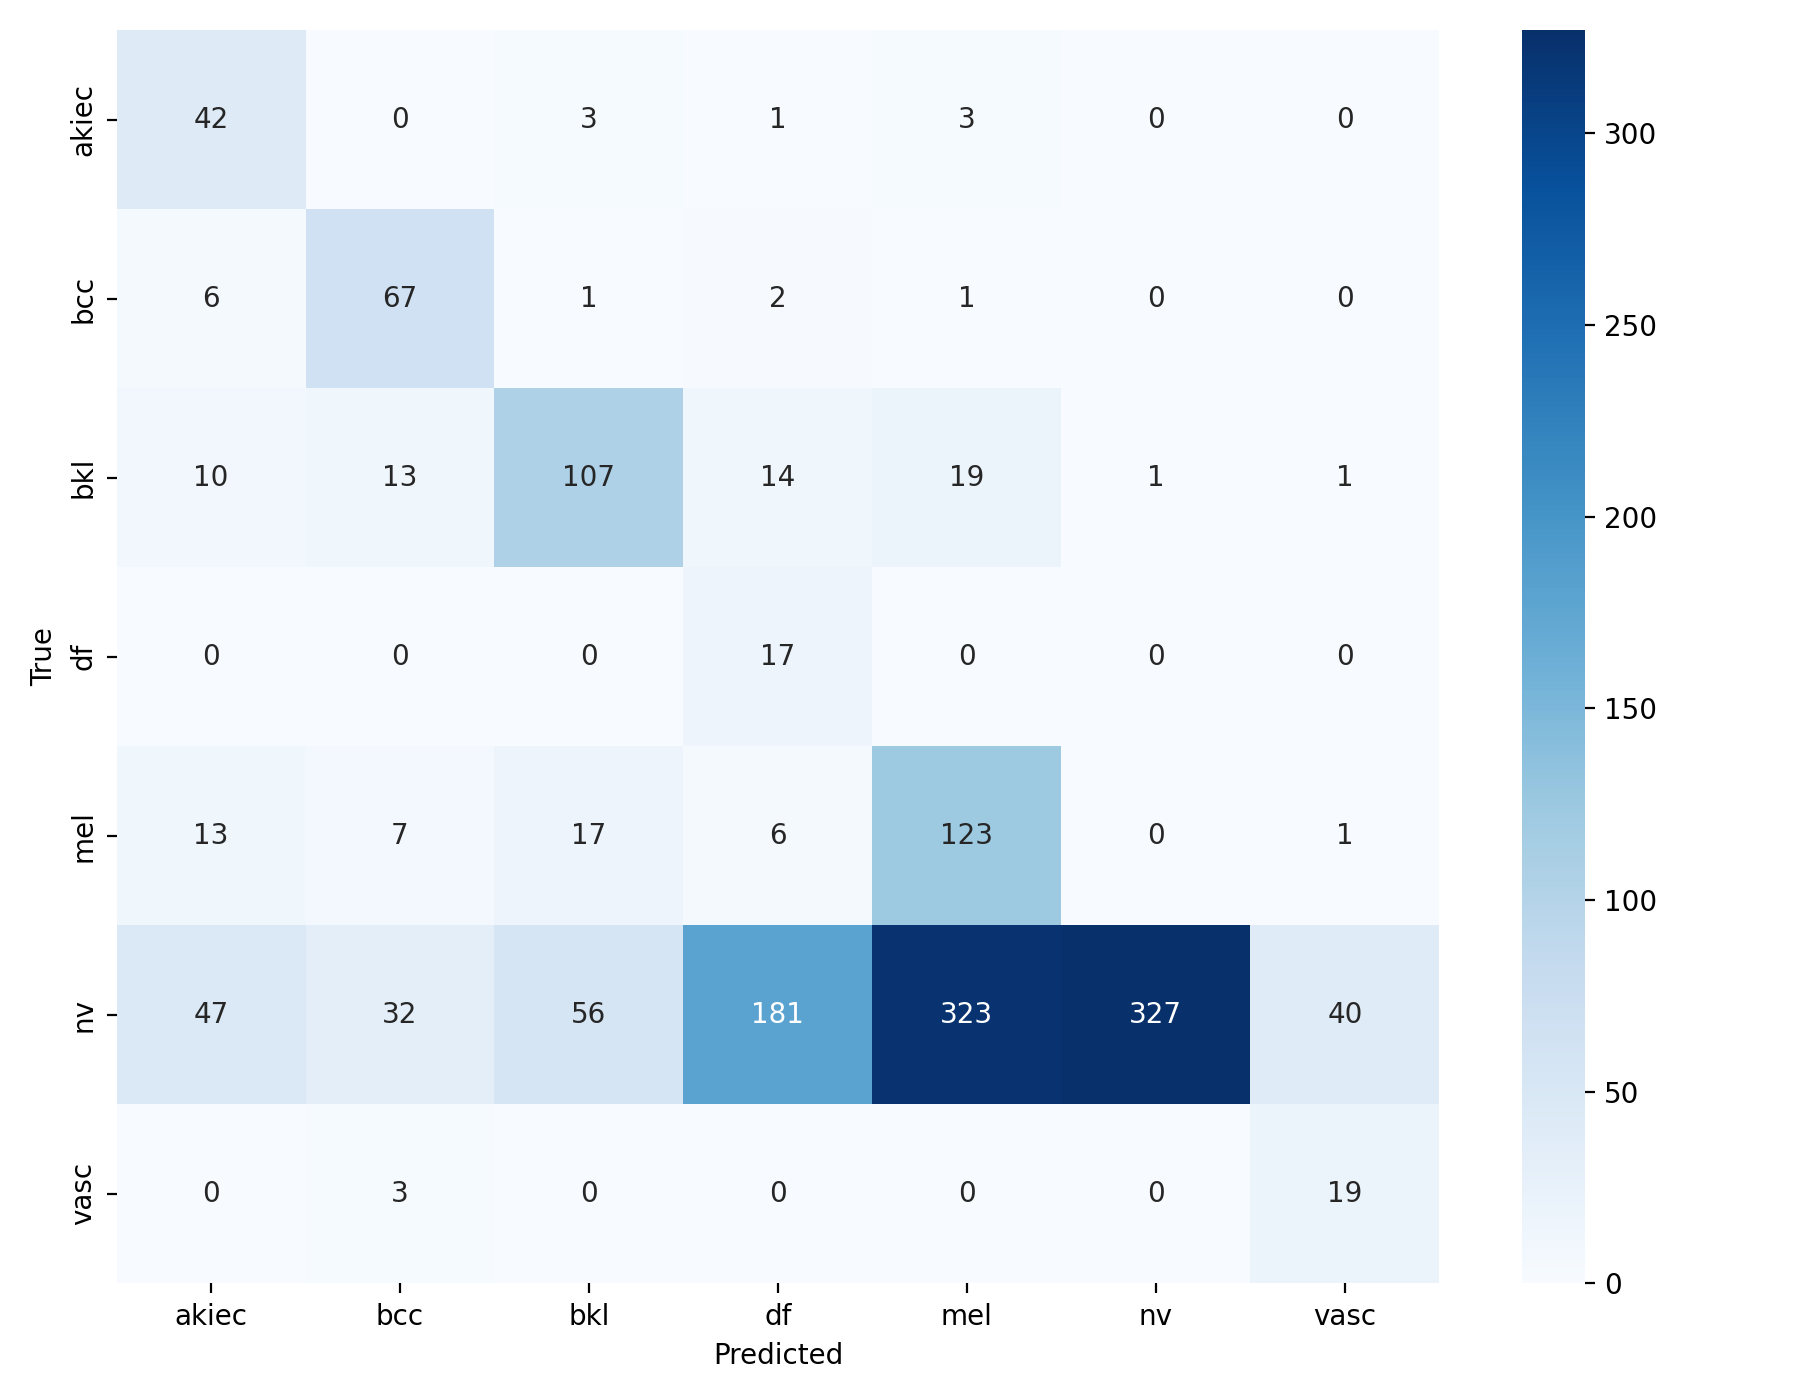 akiec 42 0 3 1 3 0 0
bcc 6 67 1 2 1 0 0
bkl 10 13 107 14 19 1 1
df 0 0 0 17 0 0 0
mel 13 7 17 6 123 0 1
nv 47 32 56 181 323 327 40
vasc 0 3 0 0 0 0 19
True
akiec bcc bkl df mel nv vasc
Predicted
300
250
200
150
100
50
0